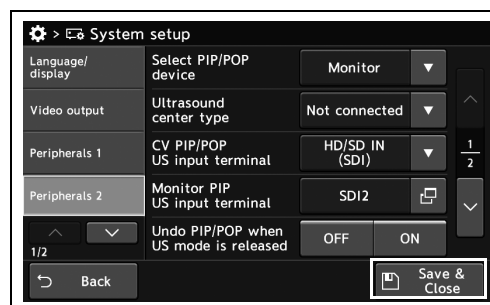 > System setup
Language/
display
Video output
Peripherals 1
Peripherals 2
1/2
Back
Select PIP/POP
device
Monitor
Ultrasound
center type
Not connected
CV PIP/POP
US input terminal
HD/SD IN
(SDI)
Monitor PIP
US input terminal
SDI2
Undo PIP/POP when
US mode is released
OFF
ON
1
2
Save &
Close